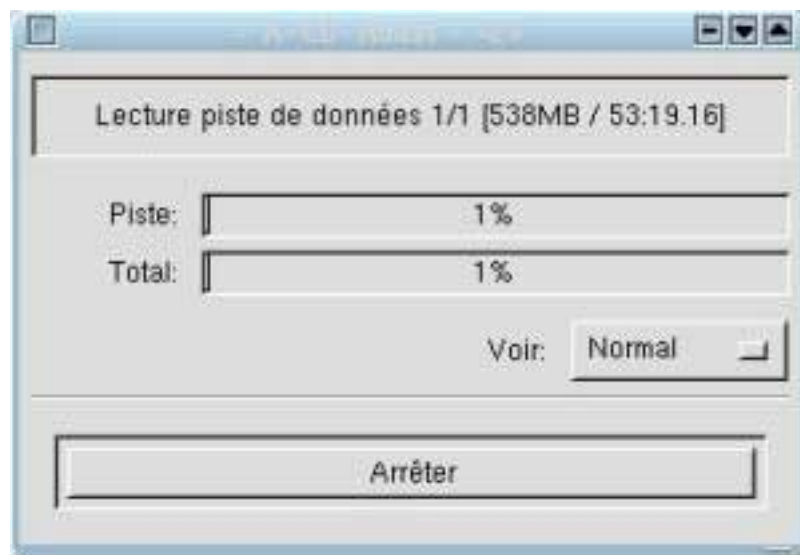 Lecture piste de données 1/1 [538MB / 53:19.16]
Piste: 1%
Total: 1%
Voir: Normal
Arrêter